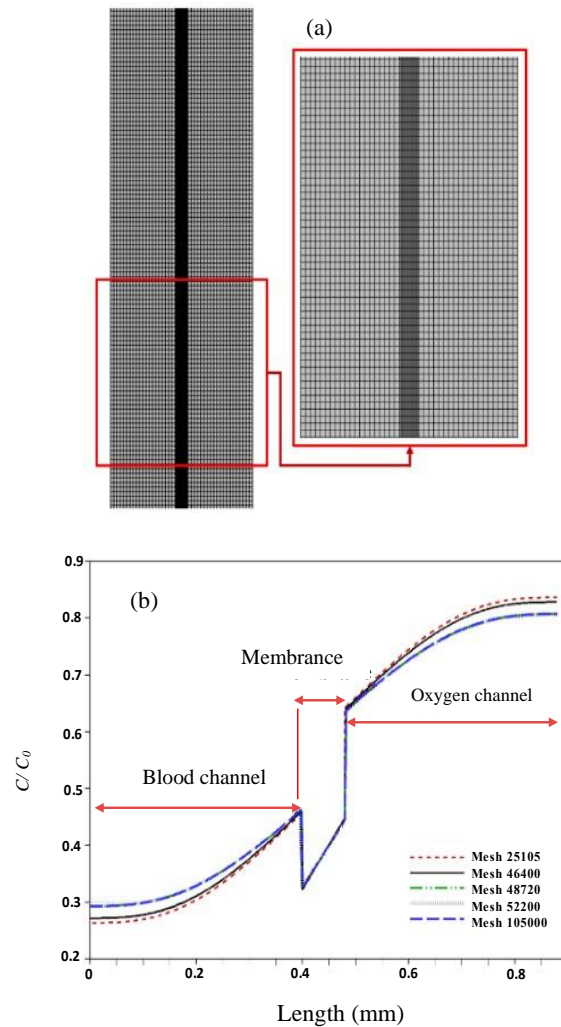 (a)
(b)
0.9
0.8
0.7
0.6
0.5
0.4
0.3
0.2
C/ C0
Membrance
Oxygen channel
Blood channel
Mesh 25105
Mesh 46400
Mesh 48720
Mesh 52200
Mesh 105000
0 0.2 0.4 0.6 0.8
Length (mm)